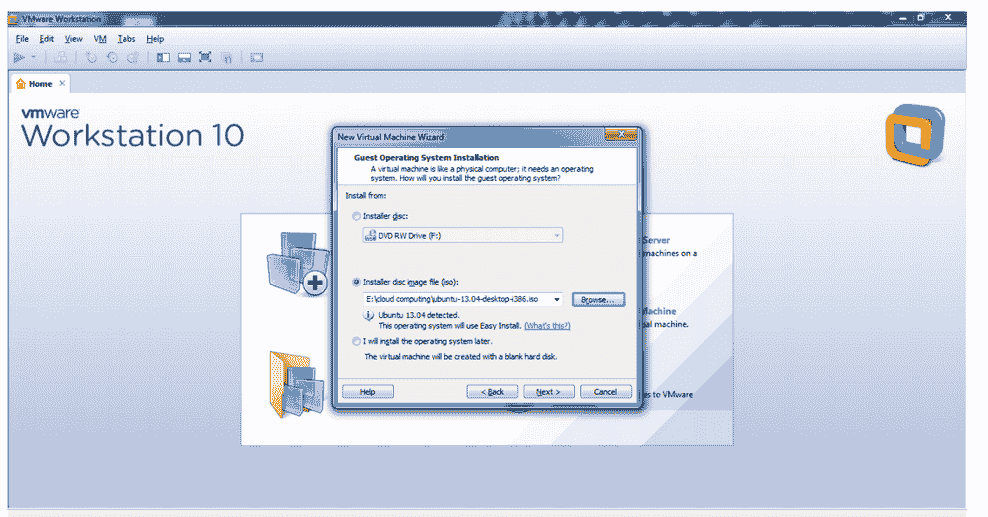 VMware Workstation
File Edit View VM Tabs Help
Home
vmware
Workstation 10
New Virtual Machine Wizard
Guest Operating System Installation
A virtual machine is like a physical computer; it needs an operating
system. How will you install the guest operating system?
Install from:
Installer disc:
DVD RW Drive (F:)
Installer disc image file (iso):
E:\cloud computing\ubuntu-13.04-desktop-i386.iso
Browse...
Ubuntu 13.04 detected.
This operating system will use Easy Install. (What's this?)
I will install the operating system later.
The virtual machine will be created with a blank hard disk.
Help
< Back
Next >
Cancel
Server
machines on a
Machine
machine.
to VMware